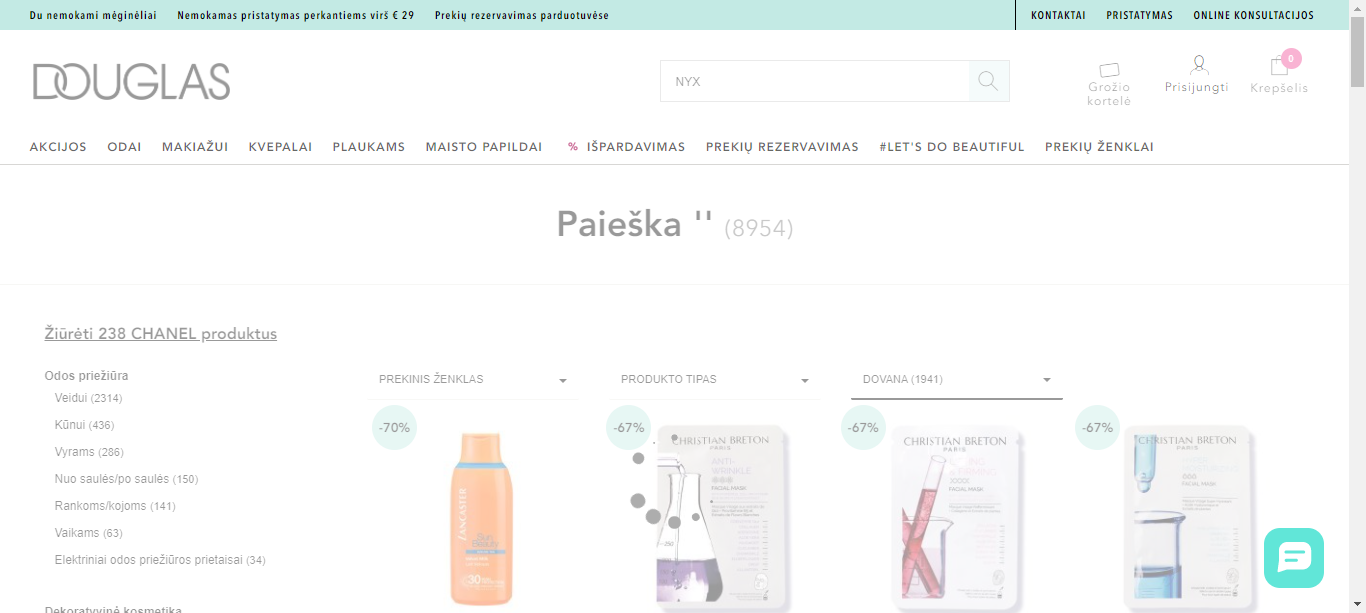 Du nemokami mėginėliai Nemokamas pristatymas perkantiems virš € 29 Prekių rezervavimas parduotuvėse
KONTAKTAI PRISTATYMAS ONLINE KONSULTACIJOS
DOUGLAS
NYX
Grožio kortelė
Prisijungti
Krepšelis
0
AKCIJOS ODAI MAKIAŽUI KVEPALAI PLAUKAMS MAISTO PAPILDAI % IŠPARDAVIMAS PREKIŲ REZERVAVIMAS #LET'S DO BEAUTIFUL PREKIŲ ŽENKLAI
Paieška '' (8954)
Žiūrėti 238 CHANEL produktus
Odos priežiūra
Veidui (2314)
Kūnui (436)
Vyrams (286)
Nuo saulės/po saulės (150)
Rankoms/kojoms (141)
Vaikams (63)
Elektriniai odos priežiūros prietaisai (34)
Dekoratyvinė kosmetika
PREKINIS ŽENKLAS PRODUKTO TIPAS DOVANA (1941)
-70% -67% -67% -67%
LANCASTER
Sun
Beauty
30
CHRISTIAN BRETON
PARIS
ANTI-
WRINKLE
FACIAL MASK
CHRISTIAN BRETON
PARIS
FACIAL MASK
CHRISTIAN BRETON
PARIS
FACIAL MASK